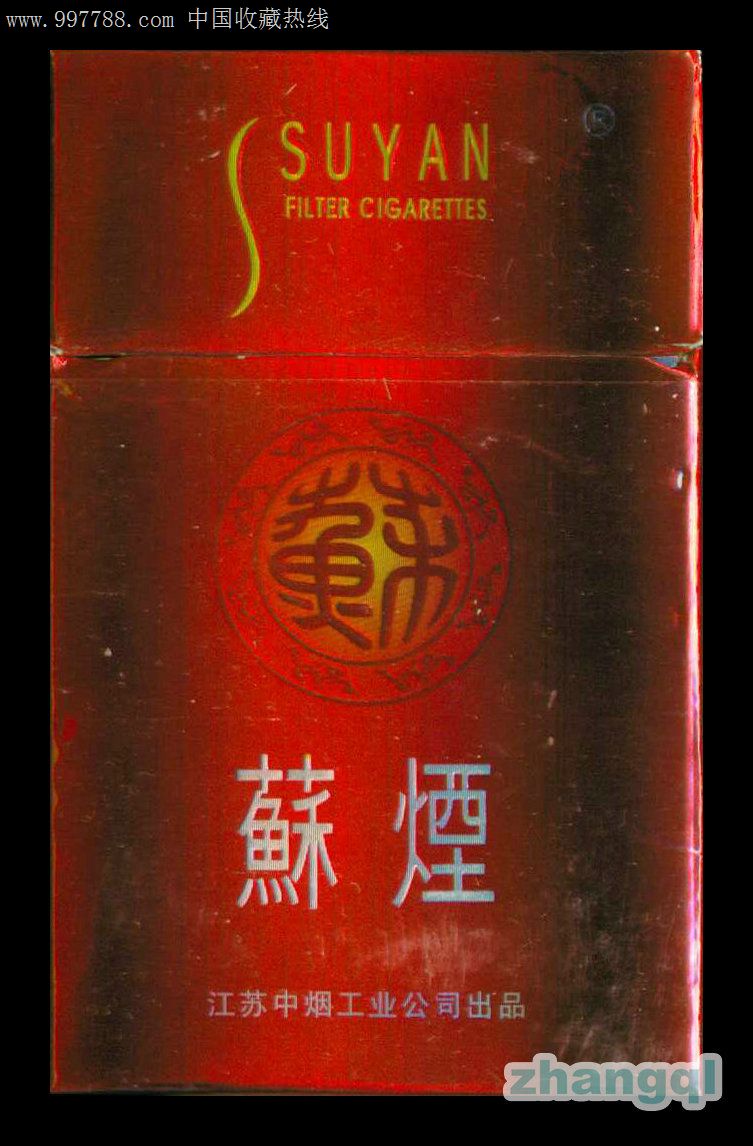 www.997788.com 中国收藏热线
SUYAN
®
FILTER CIGARETTES
蘇
蘇煙
江苏中烟工业公司出品
zhangql